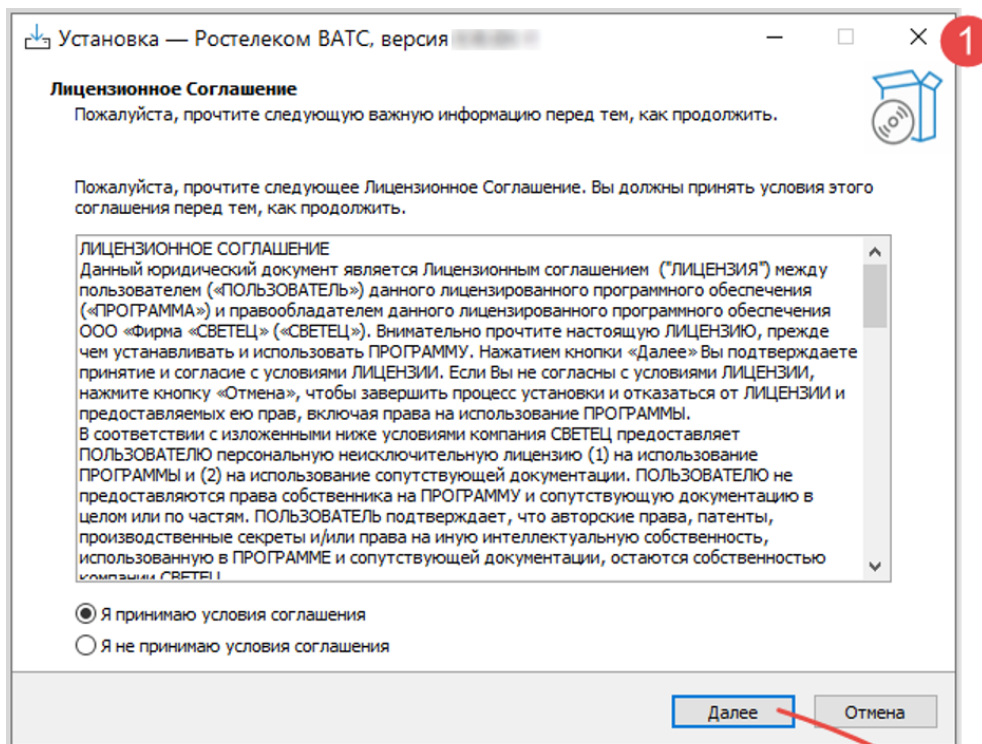 Установка — Ростелеком ВАТС, версия
1
Лицензионное Соглашение
Пожалуйста, прочтите следующую важную информацию перед тем, как продолжить.
Пожалуйста, прочтите следующее Лицензионное Соглашение. Вы должны принять условия этого
соглашения перед тем, как продолжить.
ЛИЦЕНЗИОННОЕ СОГЛАШЕНИЕ
Данный юридический документ является Лицензионным соглашением ("ЛИЦЕНЗИЯ") между
пользователем («ПОЛЬЗОВАТЕЛЬ») данного лицензированного программного обеспечения
(«ПРОГРАММА») и правообладателем данного лицензированного программного обеспечения
ООО «Фирма «СВЕТЕЦ» («СВЕТЕЦ»). Внимательно прочтите настоящую ЛИЦЕНЗИЮ, прежде
чем устанавливать и использовать ПРОГРАММУ. Нажатием кнопки «Далее» Вы подтверждаете
принятие и согласие с условиями ЛИЦЕНЗИИ. Если Вы не согласны с условиями ЛИЦЕНЗИИ,
нажмите кнопку «Отмена», чтобы завершить процесс установки и отказаться от ЛИЦЕНЗИИ и
предоставляемых ею прав, включая права на использование ПРОГРАММЫ.
В соответствии с изложенными ниже условиями компания СВЕТЕЦ предоставляет
ПОЛЬЗОВАТЕЛЮ персональную неисключительную лицензию (1) на использование
ПРОГРАММЫ и (2) на использование сопутствующей документации. ПОЛЬЗОВАТЕЛЮ не
предоставляются права собственника на ПРОГРАММУ и сопутствующую документацию в
целом или по частям. ПОЛЬЗОВАТЕЛЬ подтверждает, что авторские права, патенты,
производственные секреты и/или права на иную интеллектуальную собственность,
использованную в ПРОГРАММЕ и сопутствующей документации, остаются собственностью
компании СВЕТЕЦ
Я принимаю условия соглашения
Я не принимаю условия соглашения
Далее
Отмена